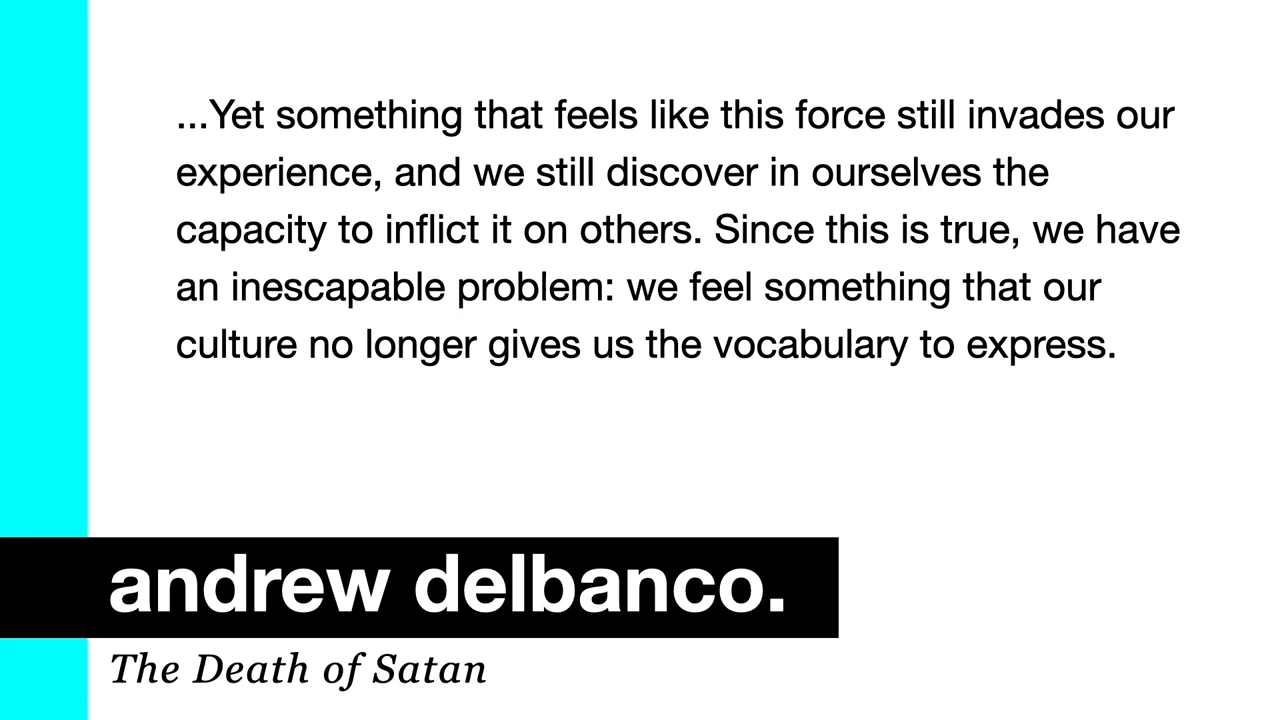 ...Yet something that feels like this force still invades our
experience, and we still discover in ourselves the
capacity to inflict it on others. Since this is true, we have
an inescapable problem: we feel something that our
culture no longer gives us the vocabulary to express.
andrew delbanco.
The Death of Satan